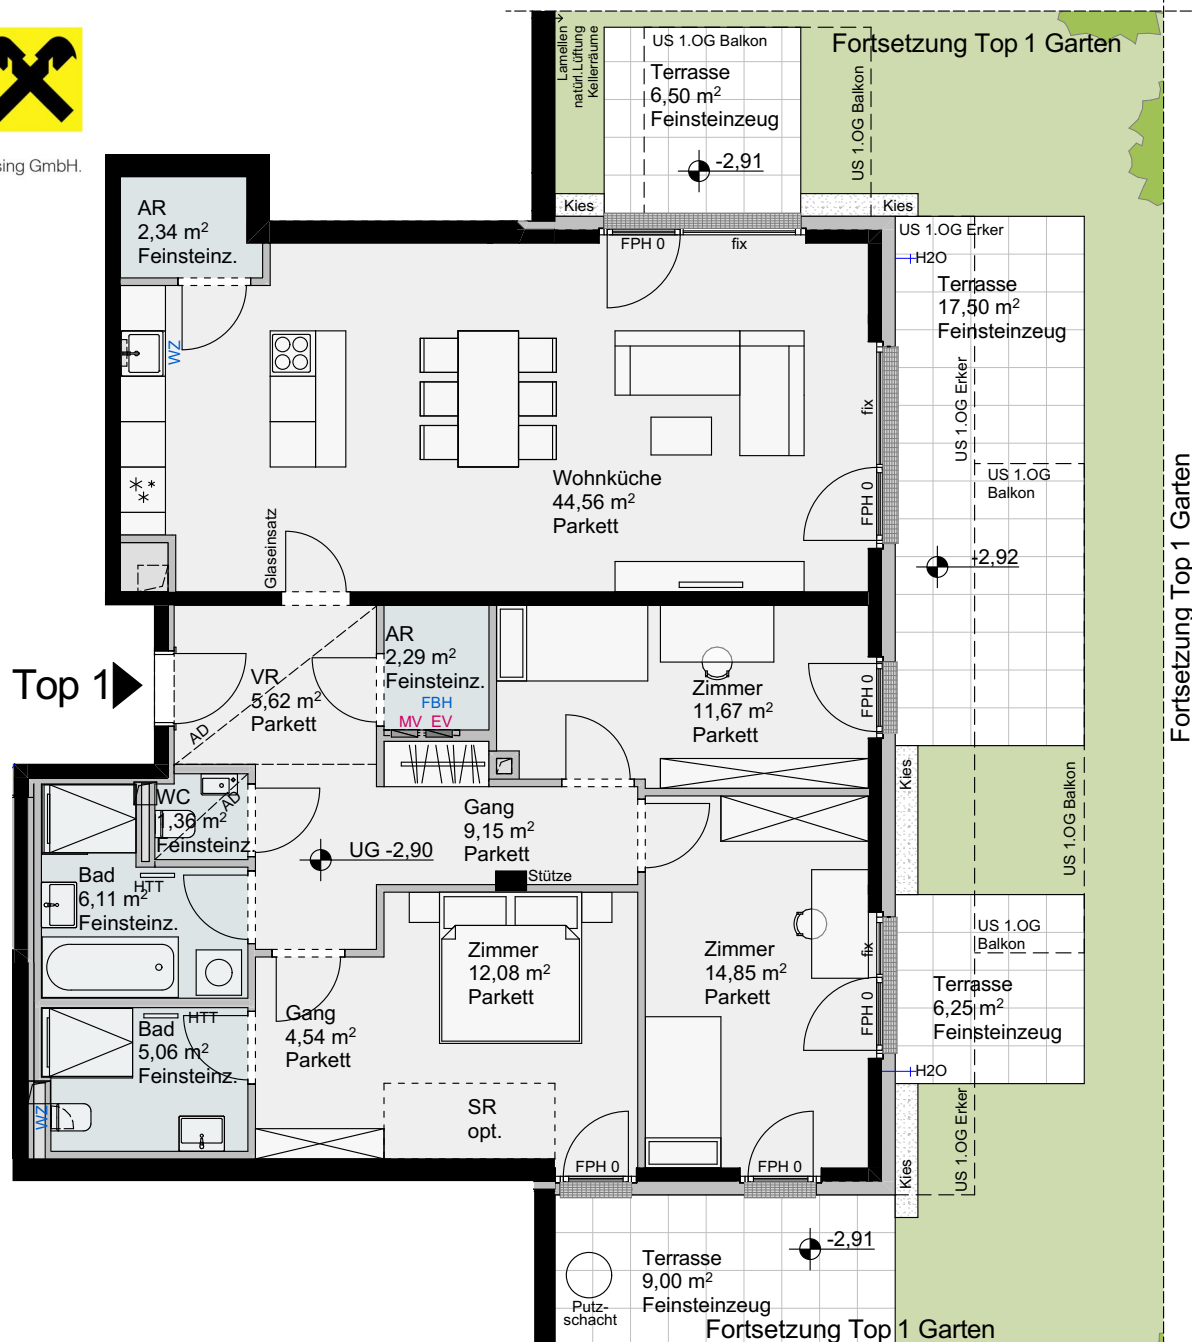 sing GmbH.
Lamellen
natürl.Lüftung
Kellerräume
US 1.OG Balkon
Terrasse
6,50 m²
Feinsteinzeug
-2,91
US 1.OG Balkon
Fortsetzung Top 1 Garten
Kies
Kies
AR
2,34 m²
Feinsteinz.
FPH 0
fix
US 1.OG Erker
H2O
Terrasse
17,50 m²
Feinsteinzeug
WZ
fix
US 1.OG Erker
US 1.OG
Balkon
Wohnküche
44,56 m²
Parkett
FPH 0
Glaseinsatz
-2,92
Fortsetzung Top 1 Garten
Top 1
VR
5,62 m²
Parkett
AD
AR
2,29 m²
Feinsteinz.
FBH
MV EV
Zimmer
11,67 m²
Parkett
FPH 0
Kies
US 1.OG Balkon
WC
1,36 m²
Feinsteinz.
AD
Gang
9,15 m²
Parkett
UG -2,90
Stütze
Bad
6,11 m²
Feinsteinz.
HTT
Zimmer
12,08 m²
Parkett
Zimmer
14,85 m²
Parkett
fix
FPH 0
US 1.OG
Balkon
Terrasse
6,25 m²
Feinsteinzeug
H2O
Gang
4,54 m²
Parkett
HTT
Bad
5,06 m²
Feinsteinz.
WZ
SR
opt.
FPH 0
FPH 0
Kies
US 1.OG Erker
Terrasse
9,00 m²
Feinsteinzeug
-2,91
Putz-
schacht
Fortsetzung Top 1 Garten